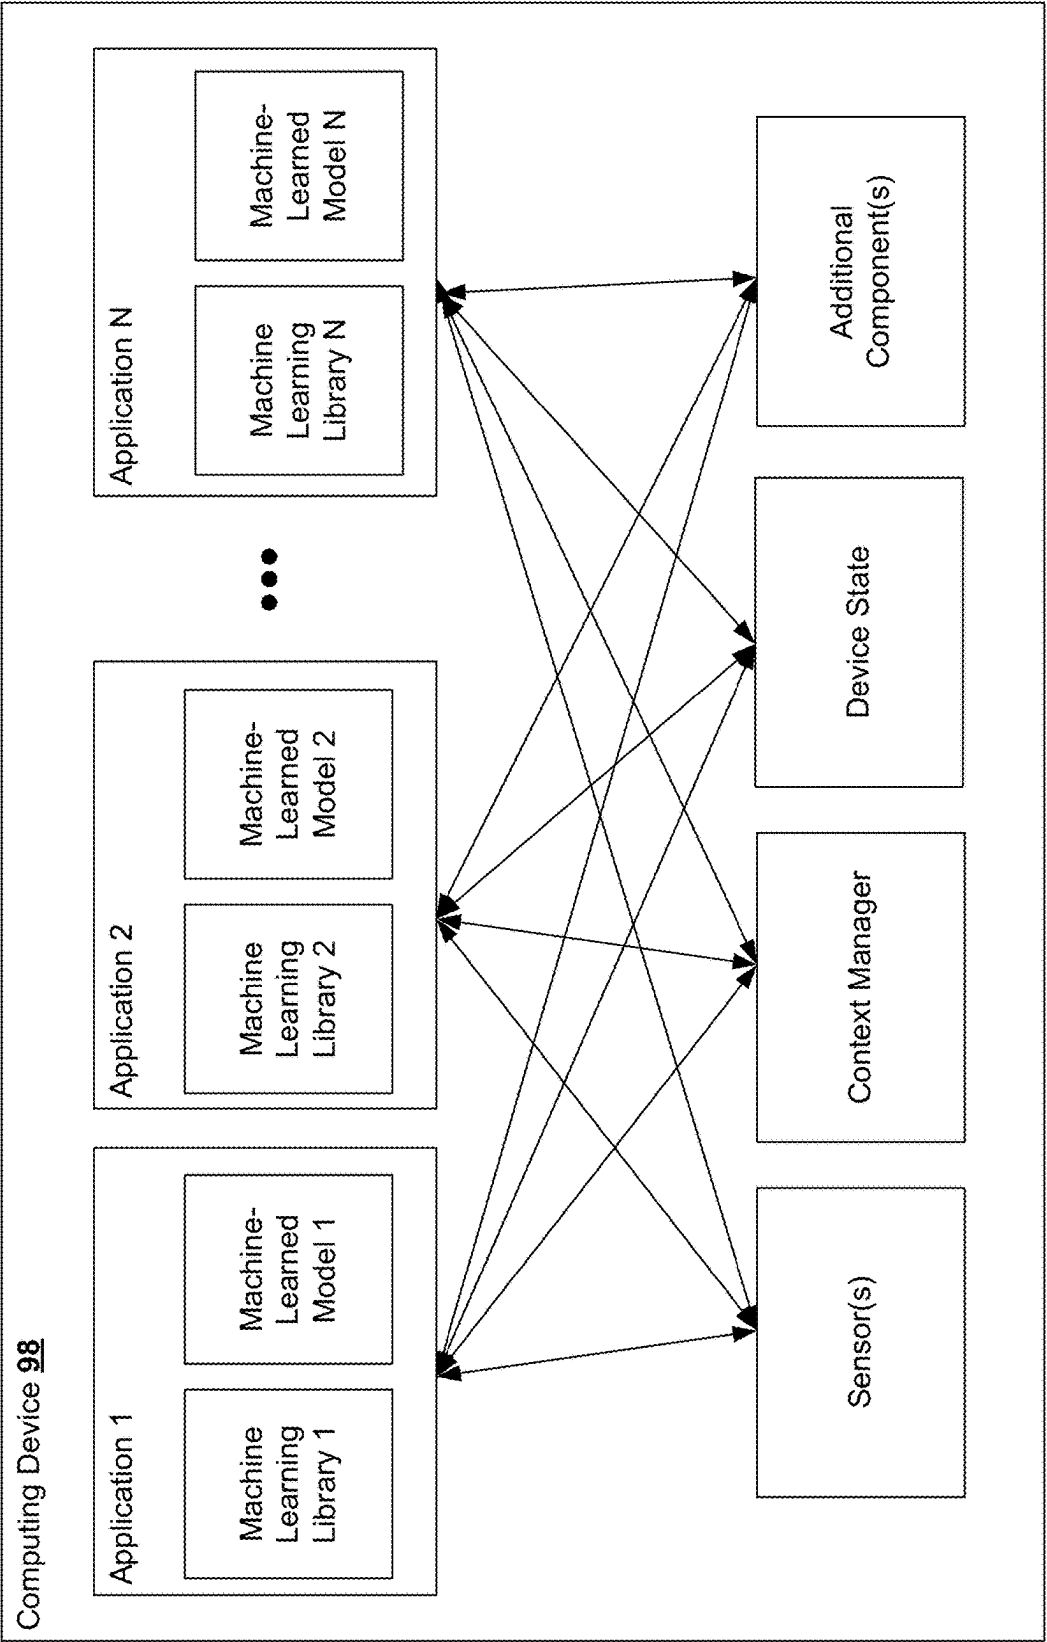 Computing Device 98
Application 1
Machine
Learning
Library 1
Machine-
Learned
Model 1
Application 2
Machine
Learning
Library 2
Machine-
Learned
Model 2
Application N
Machine
Learning
Library N
Machine-
Learned
Model N
Sensor(s)
Context Manager
Device State
Additional
Component(s)